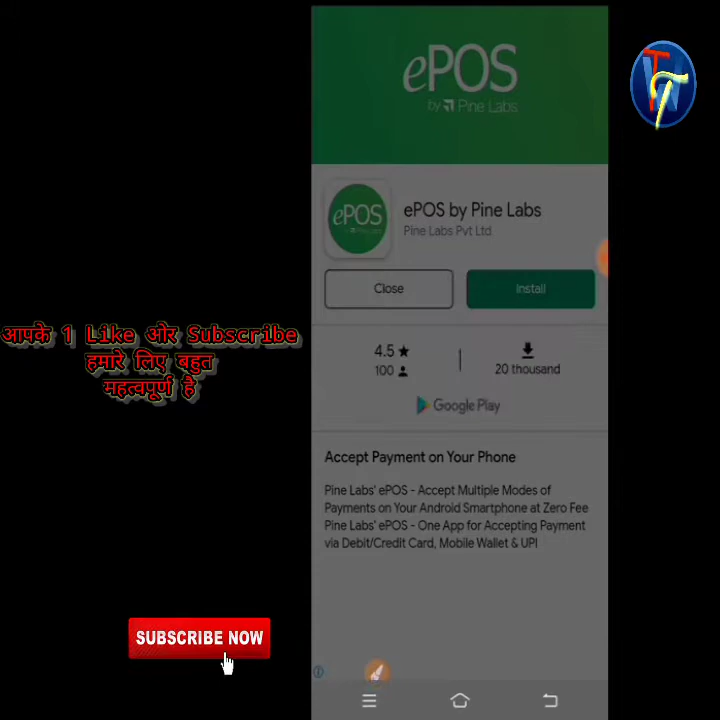 ePOS
by Pine Labs
ePOS
ePOS by Pine Labs
Pine Labs Pvt Ltd
Close
Install
4.5
100
20 thousand
Google Play
Accept Payment on Your Phone
Pine Labs' ePOS - Accept Multiple Modes of
Payments on Your Android Smartphone at Zero Fee
Pine Labs' ePOS - One App for Accepting Payment
via Debit/Credit Card, Mobile Wallet & UPI
आपके 1 Like ओर Subscribe
हमारे लिए बहुत
महत्वपूर्ण है
SUBSCRIBE NOW